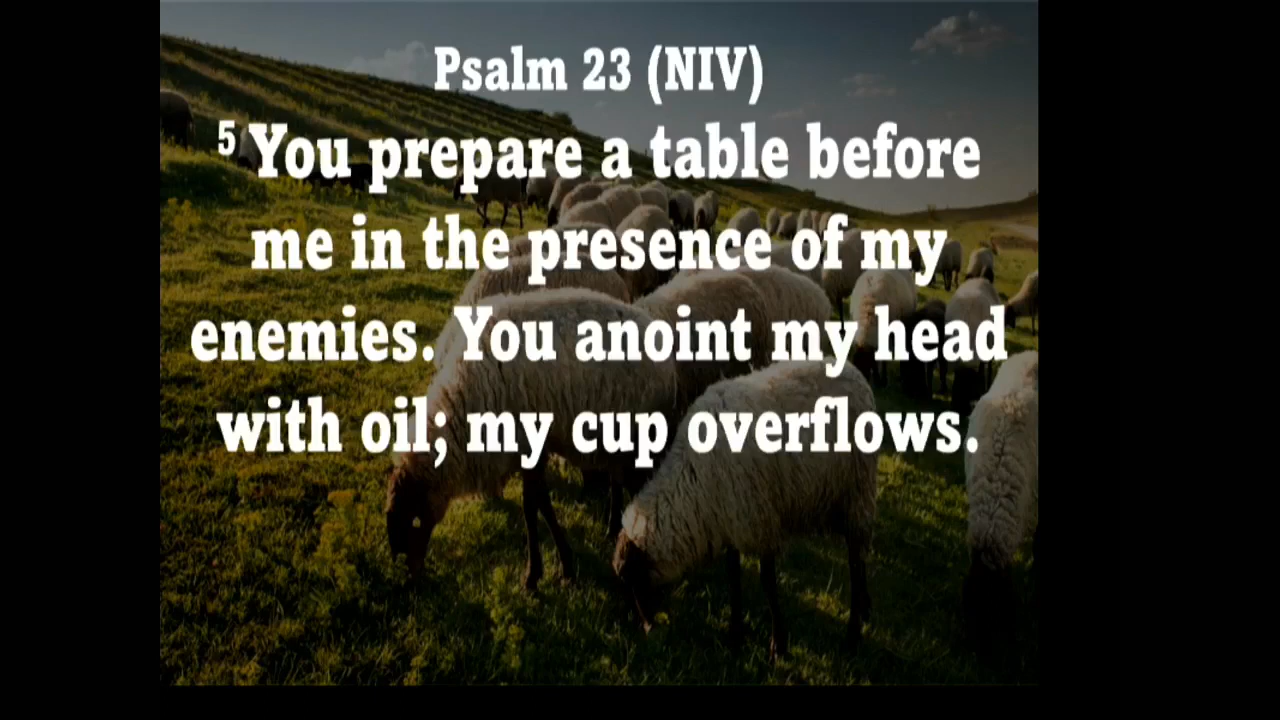 Psalm 23 (NIV)
5 You prepare a table before
me in the presence of my
enemies. You anoint my head
with oil; my cup overflows.